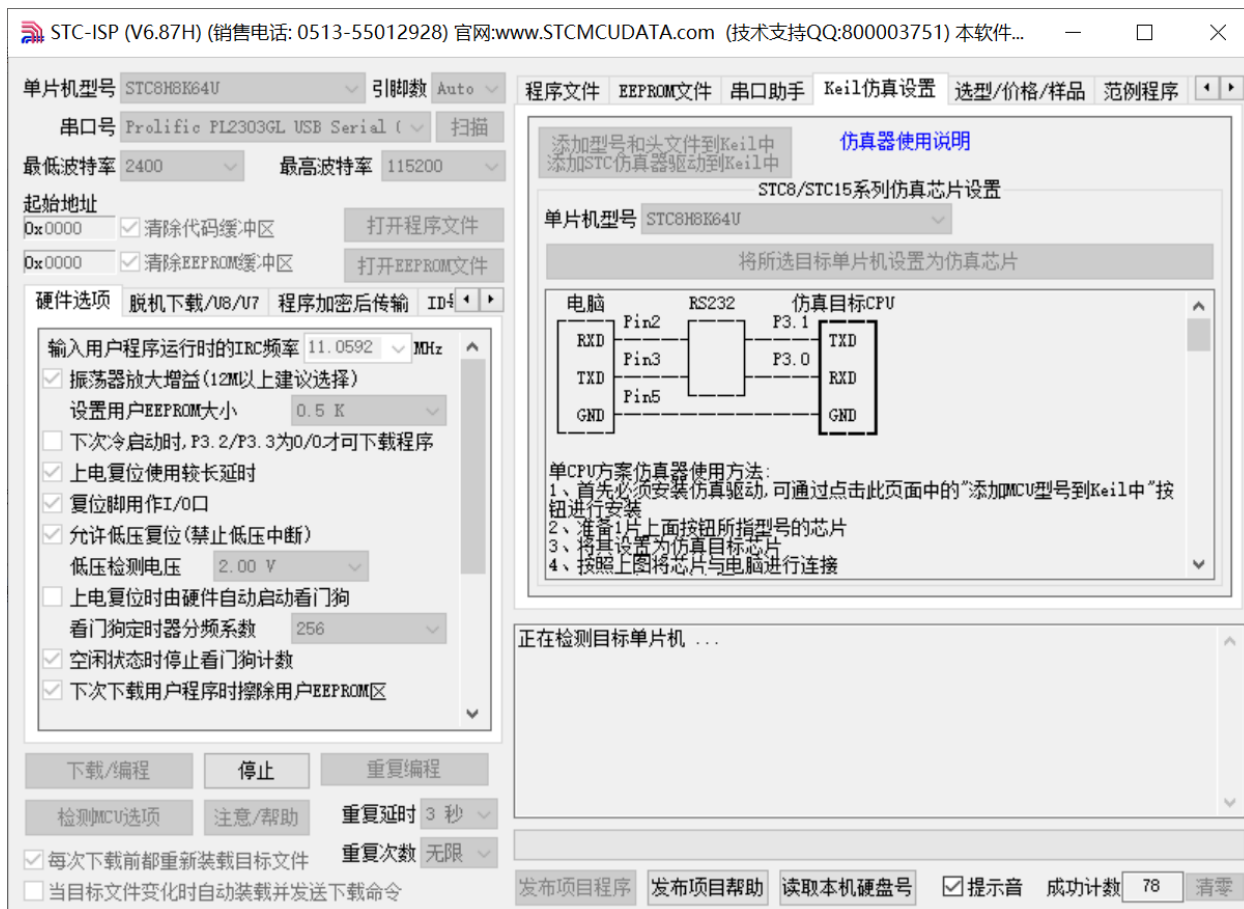 STC-ISP (V6.87H) (销售电话: 0513-55012928) 官网:www.STCMCUDATA.com (技术支持QQ:800003751) 本软件...
单片机型号 STC8H8K64U 引脚数 Auto
串口号 Prolific PL2303GL USB Serial ( 扫描
最低波特率 2400 最高波特率 115200
起始地址
0x0000 清除代码缓冲区 打开程序文件
0x0000 清除EEPROM缓冲区 打开EEPROM文件
硬件选项 脱机下载/U8/U7 程序加密后传输
输入用户程序运行时的IRC频率 11.0592 MHz
振荡器放大增益(12M以上建议选择)
设置用户EEPROM大小 0.5 K
下次冷启动时,P3.2/P3.3为0/0才可下载程序
上电复位使用较长延时
复位脚用作I/O口
允许低压复位(禁止低压中断)
低压检测电压 2.00 V
上电复位时由硬件自动启动看门狗
看门狗定时器分频系数 256
空闲状态时停止看门狗计数
下次下载用户程序时擦除用户EEPROM区
下载/编程 停止 重复编程
检测MCU选项 注意/帮助 重复延时 3 秒
每次下载前都重新装载目标文件 重复次数 无限
当目标文件变化时自动装载并发送下载命令
程序文件 EEPROM文件 串口助手 Keil仿真设置 选型/价格/样品 范例程序
添加型号和头文件到Keil中
添加STC仿真器驱动到Keil中
仿真器使用说明
STC8/STC15系列仿真芯片设置
单片机型号 STC8H8K64U
将所选目标单片机设置为仿真芯片
电脑 RS232 仿真目标CPU
Pin2 P3.1
RXD TXD
Pin3 P3.0
TXD RXD
Pin5
GND GND
单CPU方案仿真器使用方法:
1、首先必须安装仿真驱动,可通过点击此页面中的"添加MCU型号到Keil中"按
钮进行安装
2、准备1片上面按钮所指型号的芯片
3、将其设置为仿真目标芯片
4、按照上图将芯片与电脑进行连接
正在检测目标单片机 ...
发布项目程序 发布项目帮助 读取本机硬盘号 提示音 成功计数 78 清零